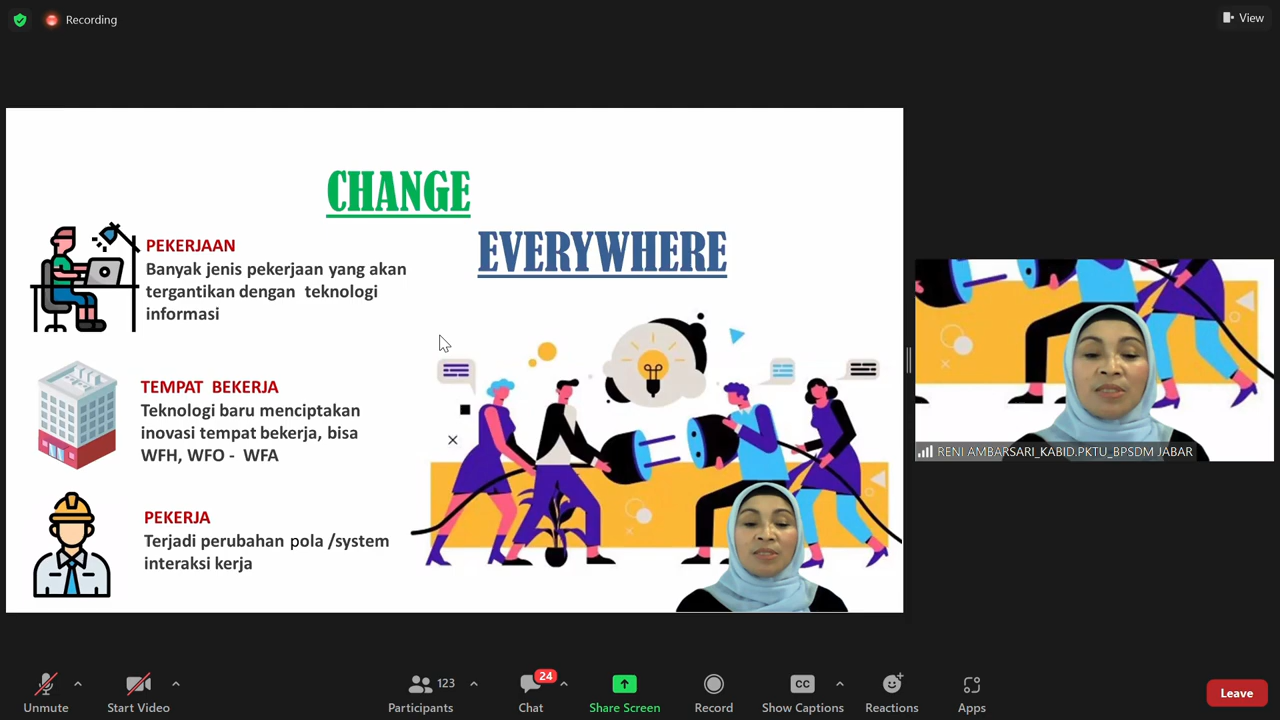 Recording
View
CHANGE
EVERYWHERE
PEKERJAAN
Banyak jenis pekerjaan yang akan
tergantikan dengan teknologi
informasi
TEMPAT BEKERJA
Teknologi baru menciptakan
inovasi tempat bekerja, bisa
WFH, WFO - WFA
PEKERJA
Terjadi perubahan pola /system
interaksi kerja
RENI AMBARSARI_KABID.PKTU_BPSDM JABAR
Unmute
Start Video
123
Participants
24
Chat
Share Screen
Record
CC
Show Captions
Reactions
Apps
Leave